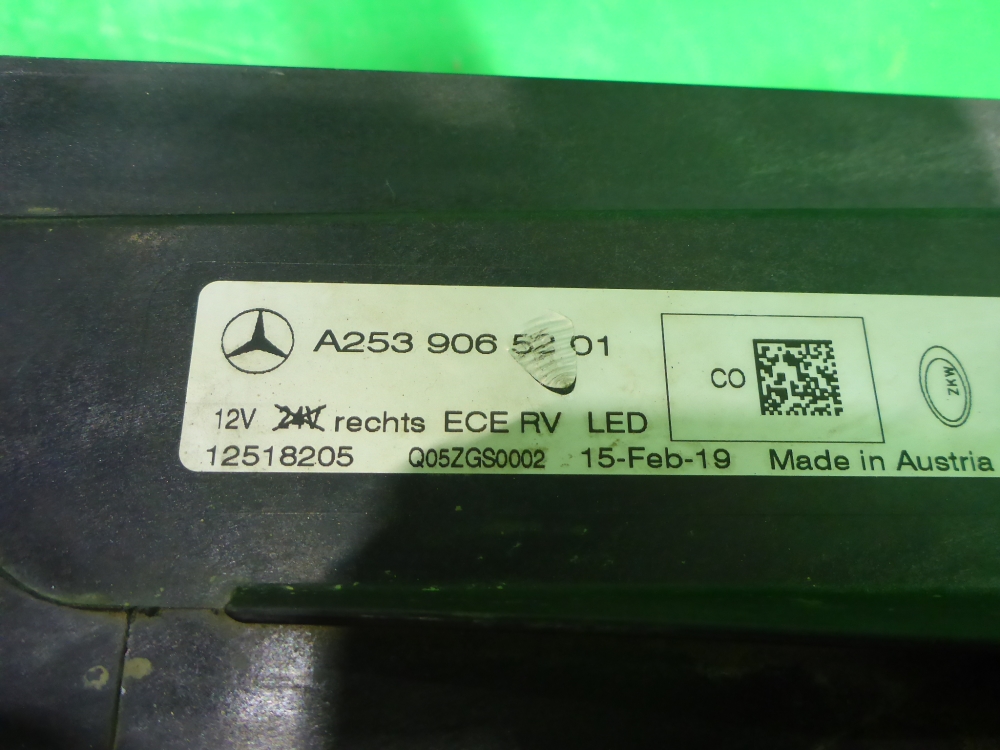 A253 906 52 01
CO
ZKW
12V 24V rechts ECE RV LED
12518205 Q05ZGS0002 15-Feb-19 Made in Austria